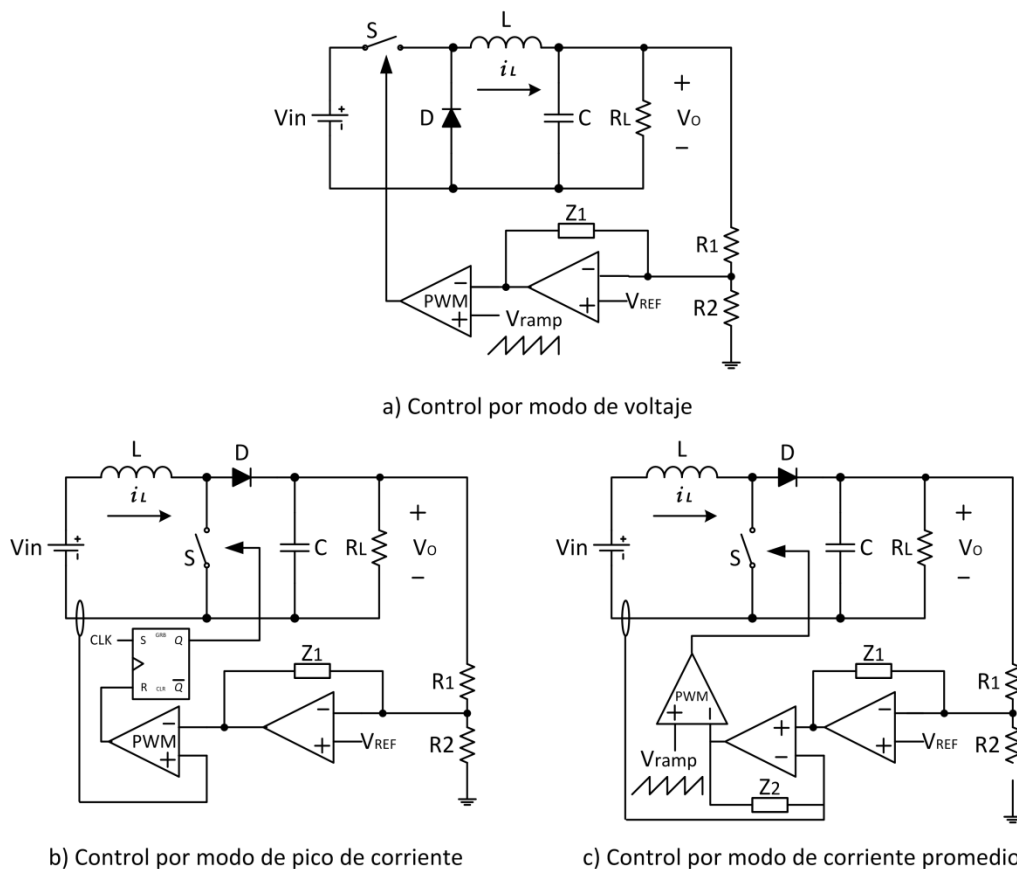 S
L
iL
Vin
D
C
RL
+
VO
−
Z1
R1
−
PWM
+
−
+
VREF
Vramp
R2
a) Control por modo de voltaje
L
D
iL
Vin
S
C
RL
+
VO
−
CLK
S
Q
R
CLR
Q
Z1
R1
−
PWM
+
−
+
VREF
R2
b) Control por modo de pico de corriente
L
D
iL
Vin
S
C
RL
+
VO
−
Z1
R1
PWM
+
−
+
−
−
+
VREF
R2
Vramp
Z2
c) Control por modo de corriente promedio